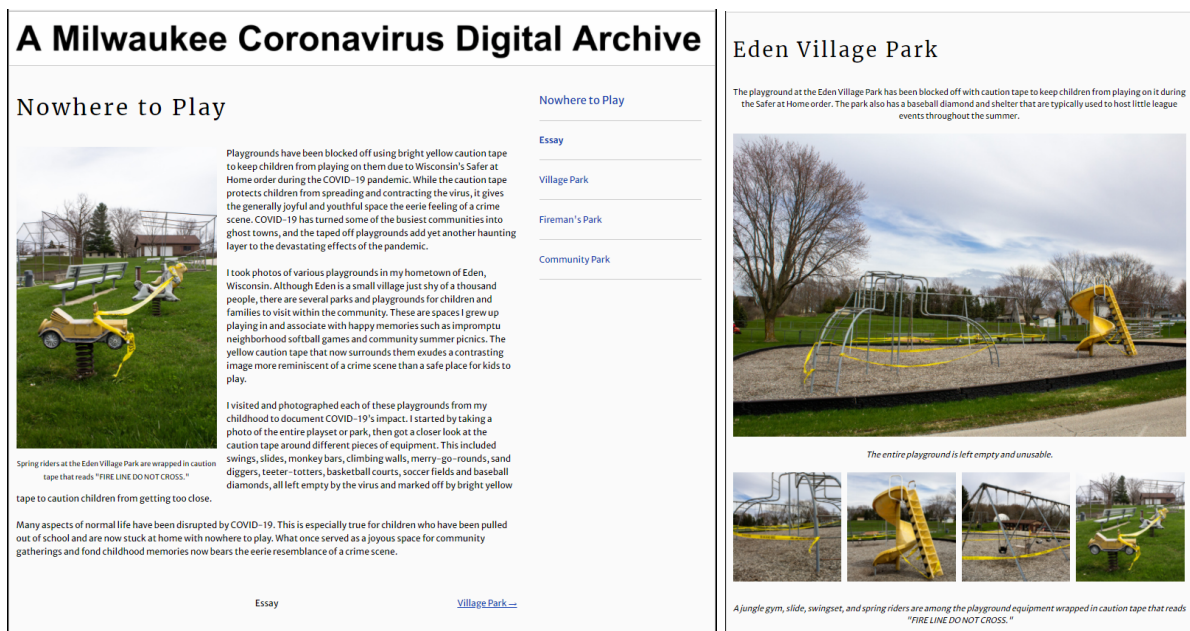 A Milwaukee Coronavirus Digital Archive
Nowhere to Play
Playgrounds have been blocked off using bright yellow caution tape
to keep children from playing on them due to Wisconsin's Safer at
Home order during the COVID-19 pandemic. While the caution tape
protects children from spreading and contracting the virus, it gives
the generally joyful and youthful space the eerie feeling of a crime
scene. COVID-19 has turned some of the busiest communities into
ghost towns, and the taped off playgrounds add yet another haunting
layer to the devastating effects of the pandemic.
I took photos of various playgrounds in my hometown of Eden,
Wisconsin. Although Eden is a small village just shy of a thousand
people, there are several parks and playgrounds for children and
families to visit within the community. These are spaces I grew up
playing in and associate with happy memories such as impromptu
neighborhood softball games and community summer picnics. The
yellow caution tape that now surrounds them exudes a contrasting
image more reminiscent of a crime scene than a safe place for kids to
play.
I visited and photographed each of these playgrounds from my
childhood to document COVID-19's impact. I started by taking a
photo of the entire playset or park, then got a closer look at the
caution tape around different pieces of equipment. This included
swings, slides, monkey bars, climbing walls, merry-go-rounds, sand
diggers, teeter-totters, basketball courts, soccer fields and baseball
diamonds, all left empty by the virus and marked off by bright yellow
tape to caution children from getting too close.
Spring riders at the Eden Village Park are wrapped in caution
tape that reads "FIRE LINE DO NOT CROSS."
Many aspects of normal life have been disrupted by COVID-19. This is especially true for children who have been pulled
out of school and are now stuck at home with nowhere to play. What once served as a joyous space for community
gatherings and fond childhood memories now bears the eerie resemblance of a crime scene.
Essay
Village Park →
Nowhere to Play
Essay
Village Park
Fireman's Park
Community Park
Eden Village Park
The playground at the Eden Village Park has been blocked off with caution tape to keep children from playing on it during
the Safer at Home order. The park also has a baseball diamond and shelter that are typically used to host little league
events throughout the summer.
The entire playground is left empty and unusable.
A jungle gym, slide, swingset, and spring riders are among the playground equipment wrapped in caution tape that reads
"FIRE LINE DO NOT CROSS."